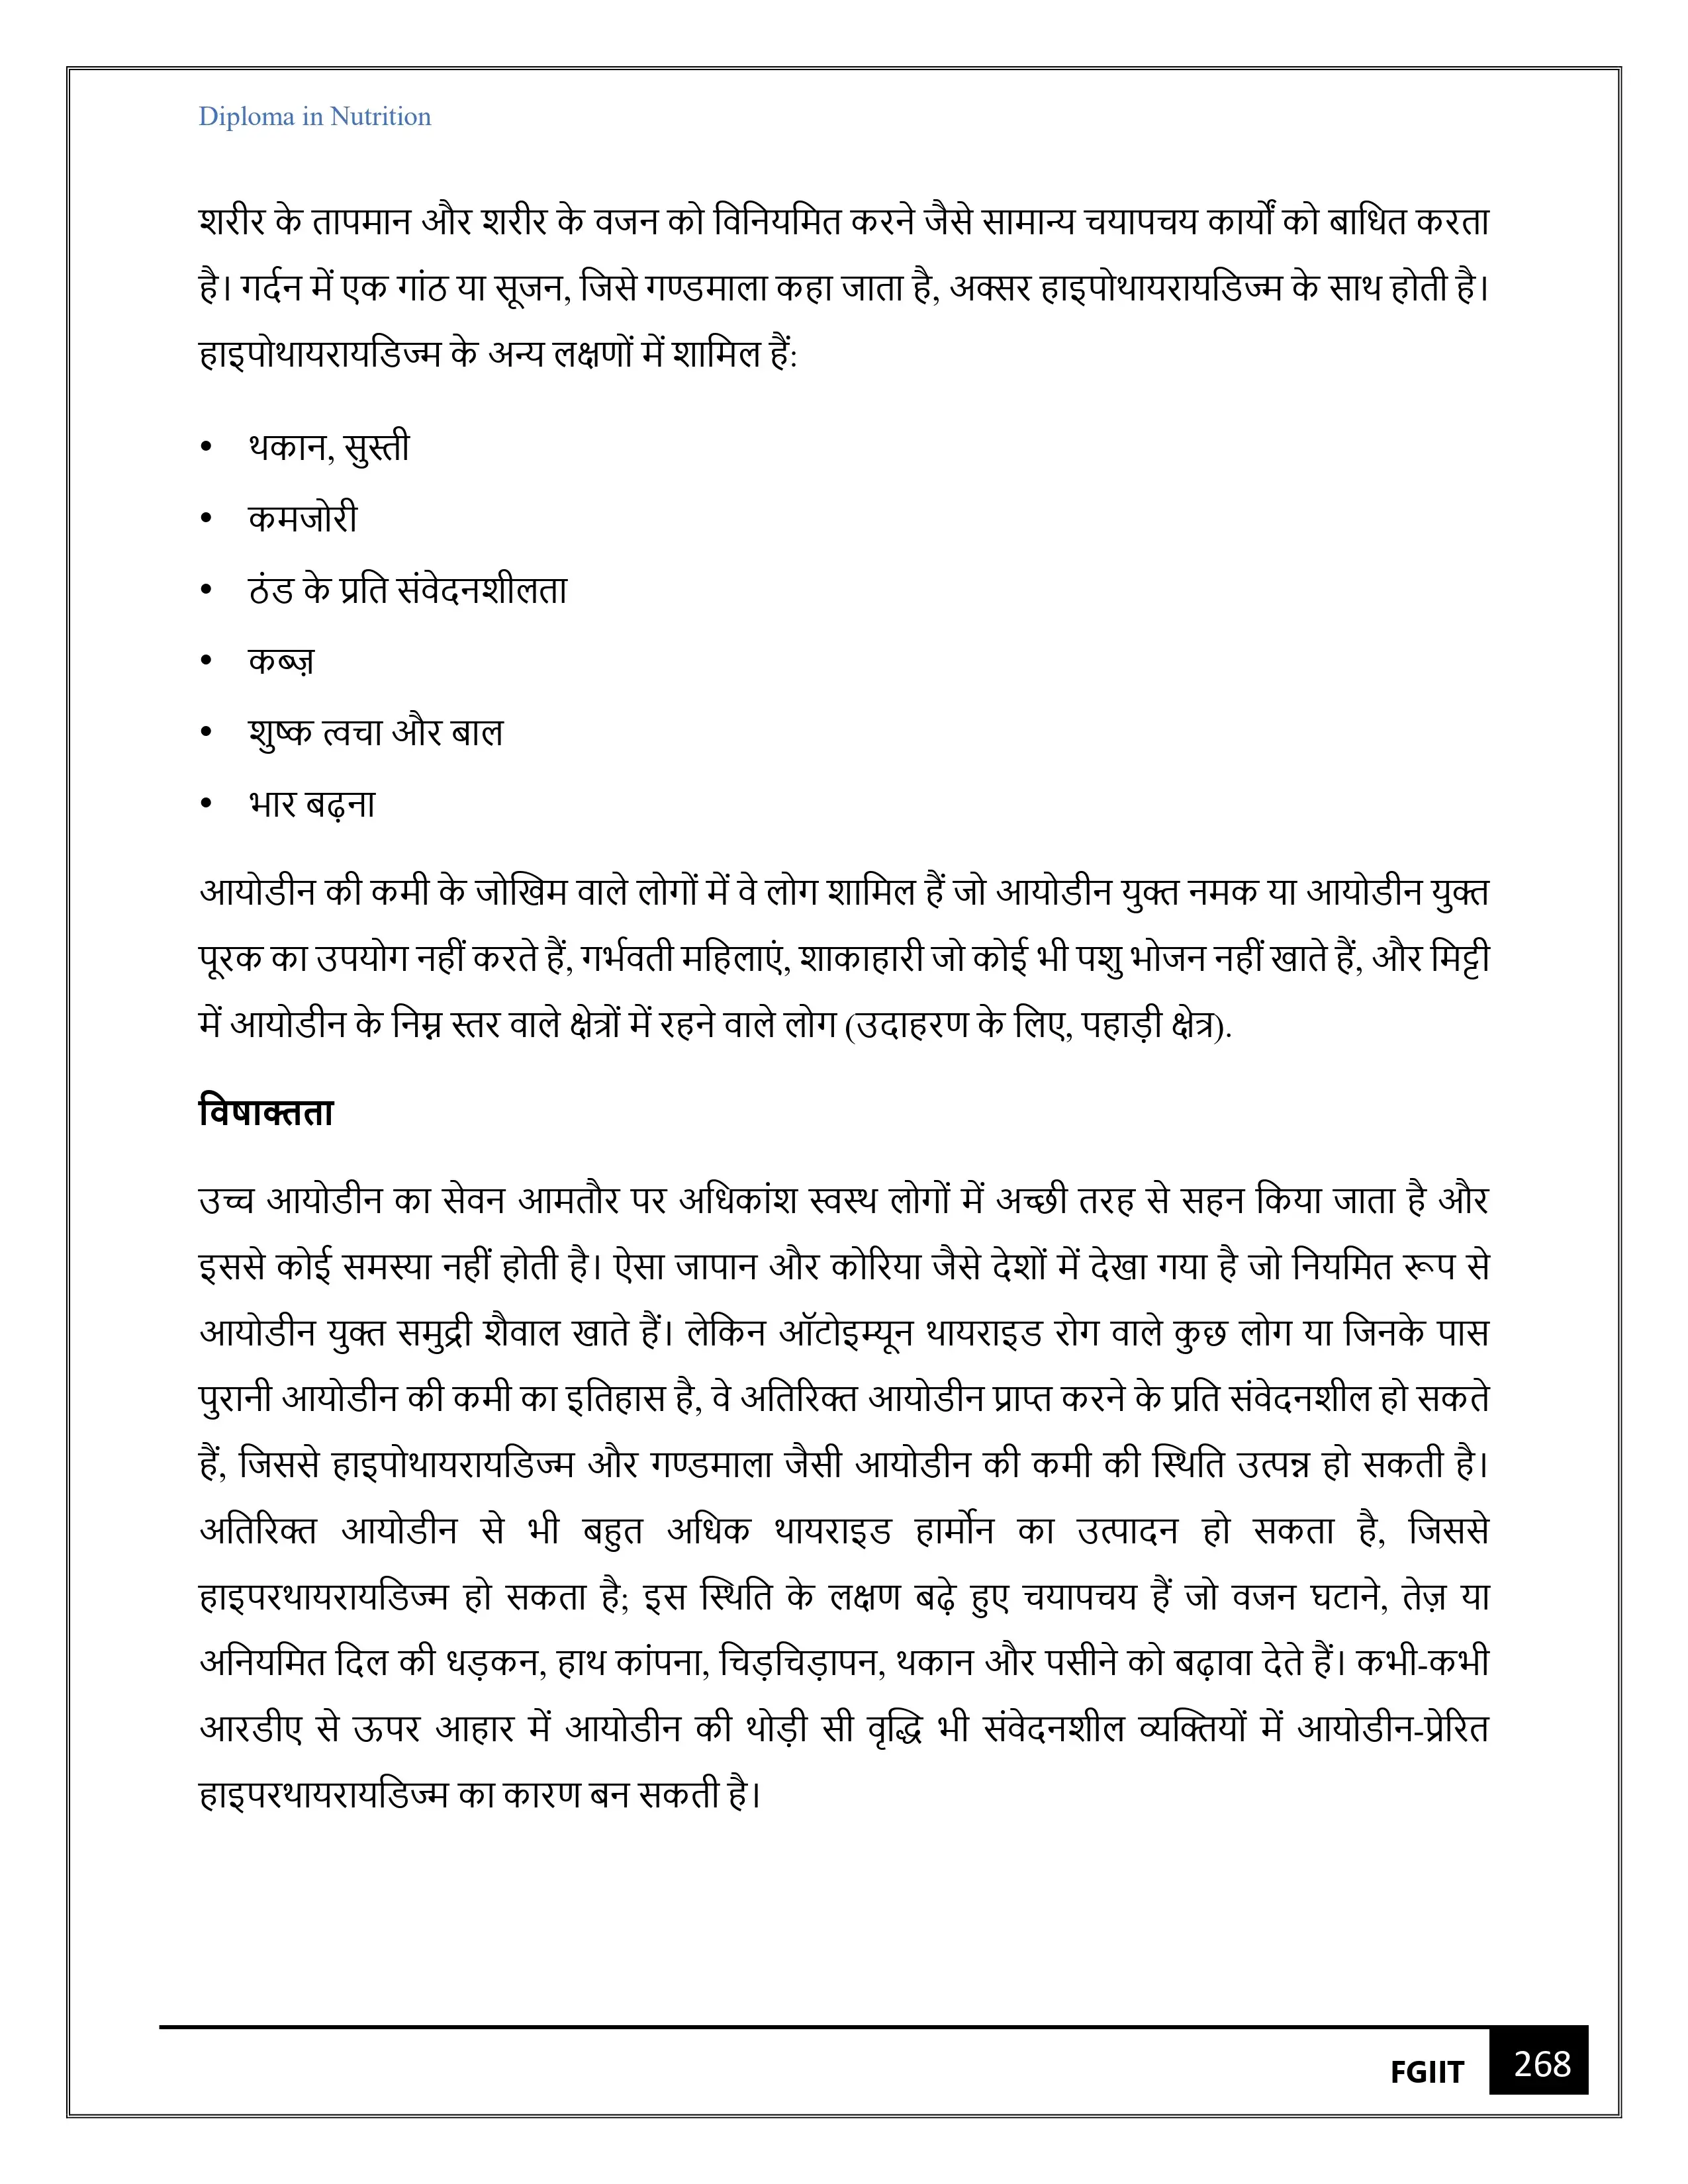 Diploma in Nutrition
शरीर के तापमान और शरीर के वजन को विनियमित करने जैसे सामान्य चयापचय कार्यों को बाधित करता
है। गर्दन में एक गांठ या सूजन, जिसे गण्डमाला कहा जाता है, अक्सर हाइपोथायरायडिज्म के साथ होती है।
हाइपोथायरायडिज्म के अन्य लक्षणों में शामिल हैं:
• थकान, सुस्ती
• कमजोरी
• ठंड के प्रति संवेदनशीलता
• कब्ज़
• शुष्क त्वचा और बाल
• भार बढ़ना
आयोडीन की कमी के जोखिम वाले लोगों में वे लोग शामिल हैं जो आयोडीन युक्त नमक या आयोडीन युक्त
पूरक का उपयोग नहीं करते हैं, गर्भवती महिलाएं, शाकाहारी जो कोई भी पशु भोजन नहीं खाते हैं, और मिट्टी
में आयोडीन के निम्न स्तर वाले क्षेत्रों में रहने वाले लोग (उदाहरण के लिए, पहाड़ी क्षेत्र).
विषाक्तता
उच्च आयोडीन का सेवन आमतौर पर अधिकांश स्वस्थ लोगों में अच्छी तरह से सहन किया जाता है और
इससे कोई समस्या नहीं होती है। ऐसा जापान और कोरिया जैसे देशों में देखा गया है जो नियमित रूप से
आयोडीन युक्त समुद्री शैवाल खाते हैं। लेकिन ऑटोइम्यून थायराइड रोग वाले कुछ लोग या जिनके पास
पुरानी आयोडीन की कमी का इतिहास है, वे अतिरिक्त आयोडीन प्राप्त करने के प्रति संवेदनशील हो सकते
हैं, जिससे हाइपोथायरायडिज्म और गण्डमाला जैसी आयोडीन की कमी की स्थिति उत्पन्न हो सकती है।
अतिरिक्त आयोडीन से भी बहुत अधिक थायराइड हार्मोन का उत्पादन हो सकता है, जिससे
हाइपरथायरायडिज्म हो सकता है; इस स्थिति के लक्षण बढ़े हुए चयापचय हैं जो वजन घटाने, तेज़ या
अनियमित दिल की धड़कन, हाथ कांपना, चिड़चिड़ापन, थकान और पसीने को बढ़ावा देते हैं। कभी-कभी
आरडीए से ऊपर आहार में आयोडीन की थोड़ी सी वृद्धि भी संवेदनशील व्यक्तियों में आयोडीन-प्रेरित
हाइपरथायरायडिज्म का कारण बन सकती है।
FGIIT 268